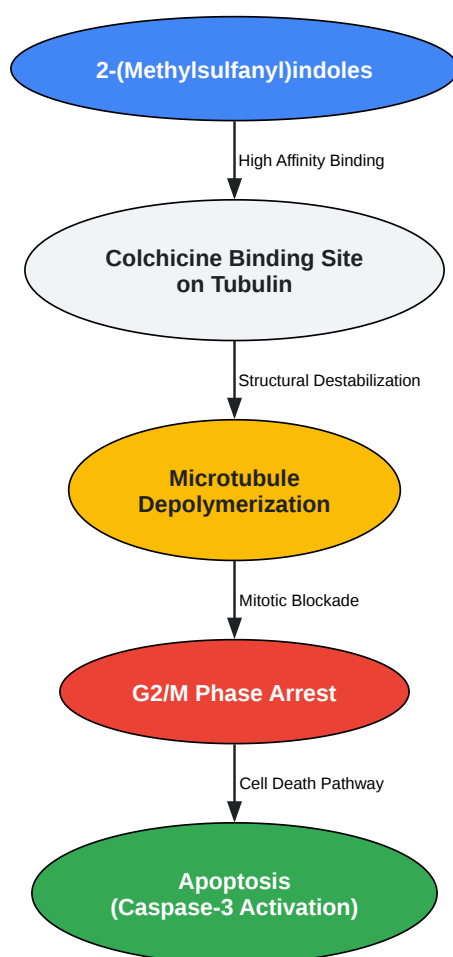 2-(Methylsulfanyl)indoles
High Affinity Binding
Colchicine Binding Site
on Tubulin
Structural Destabilization
Microtubule
Depolymerization
Mitotic Blockade
G2/M Phase Arrest
Cell Death Pathway
Apoptosis
(Caspase-3 Activation)